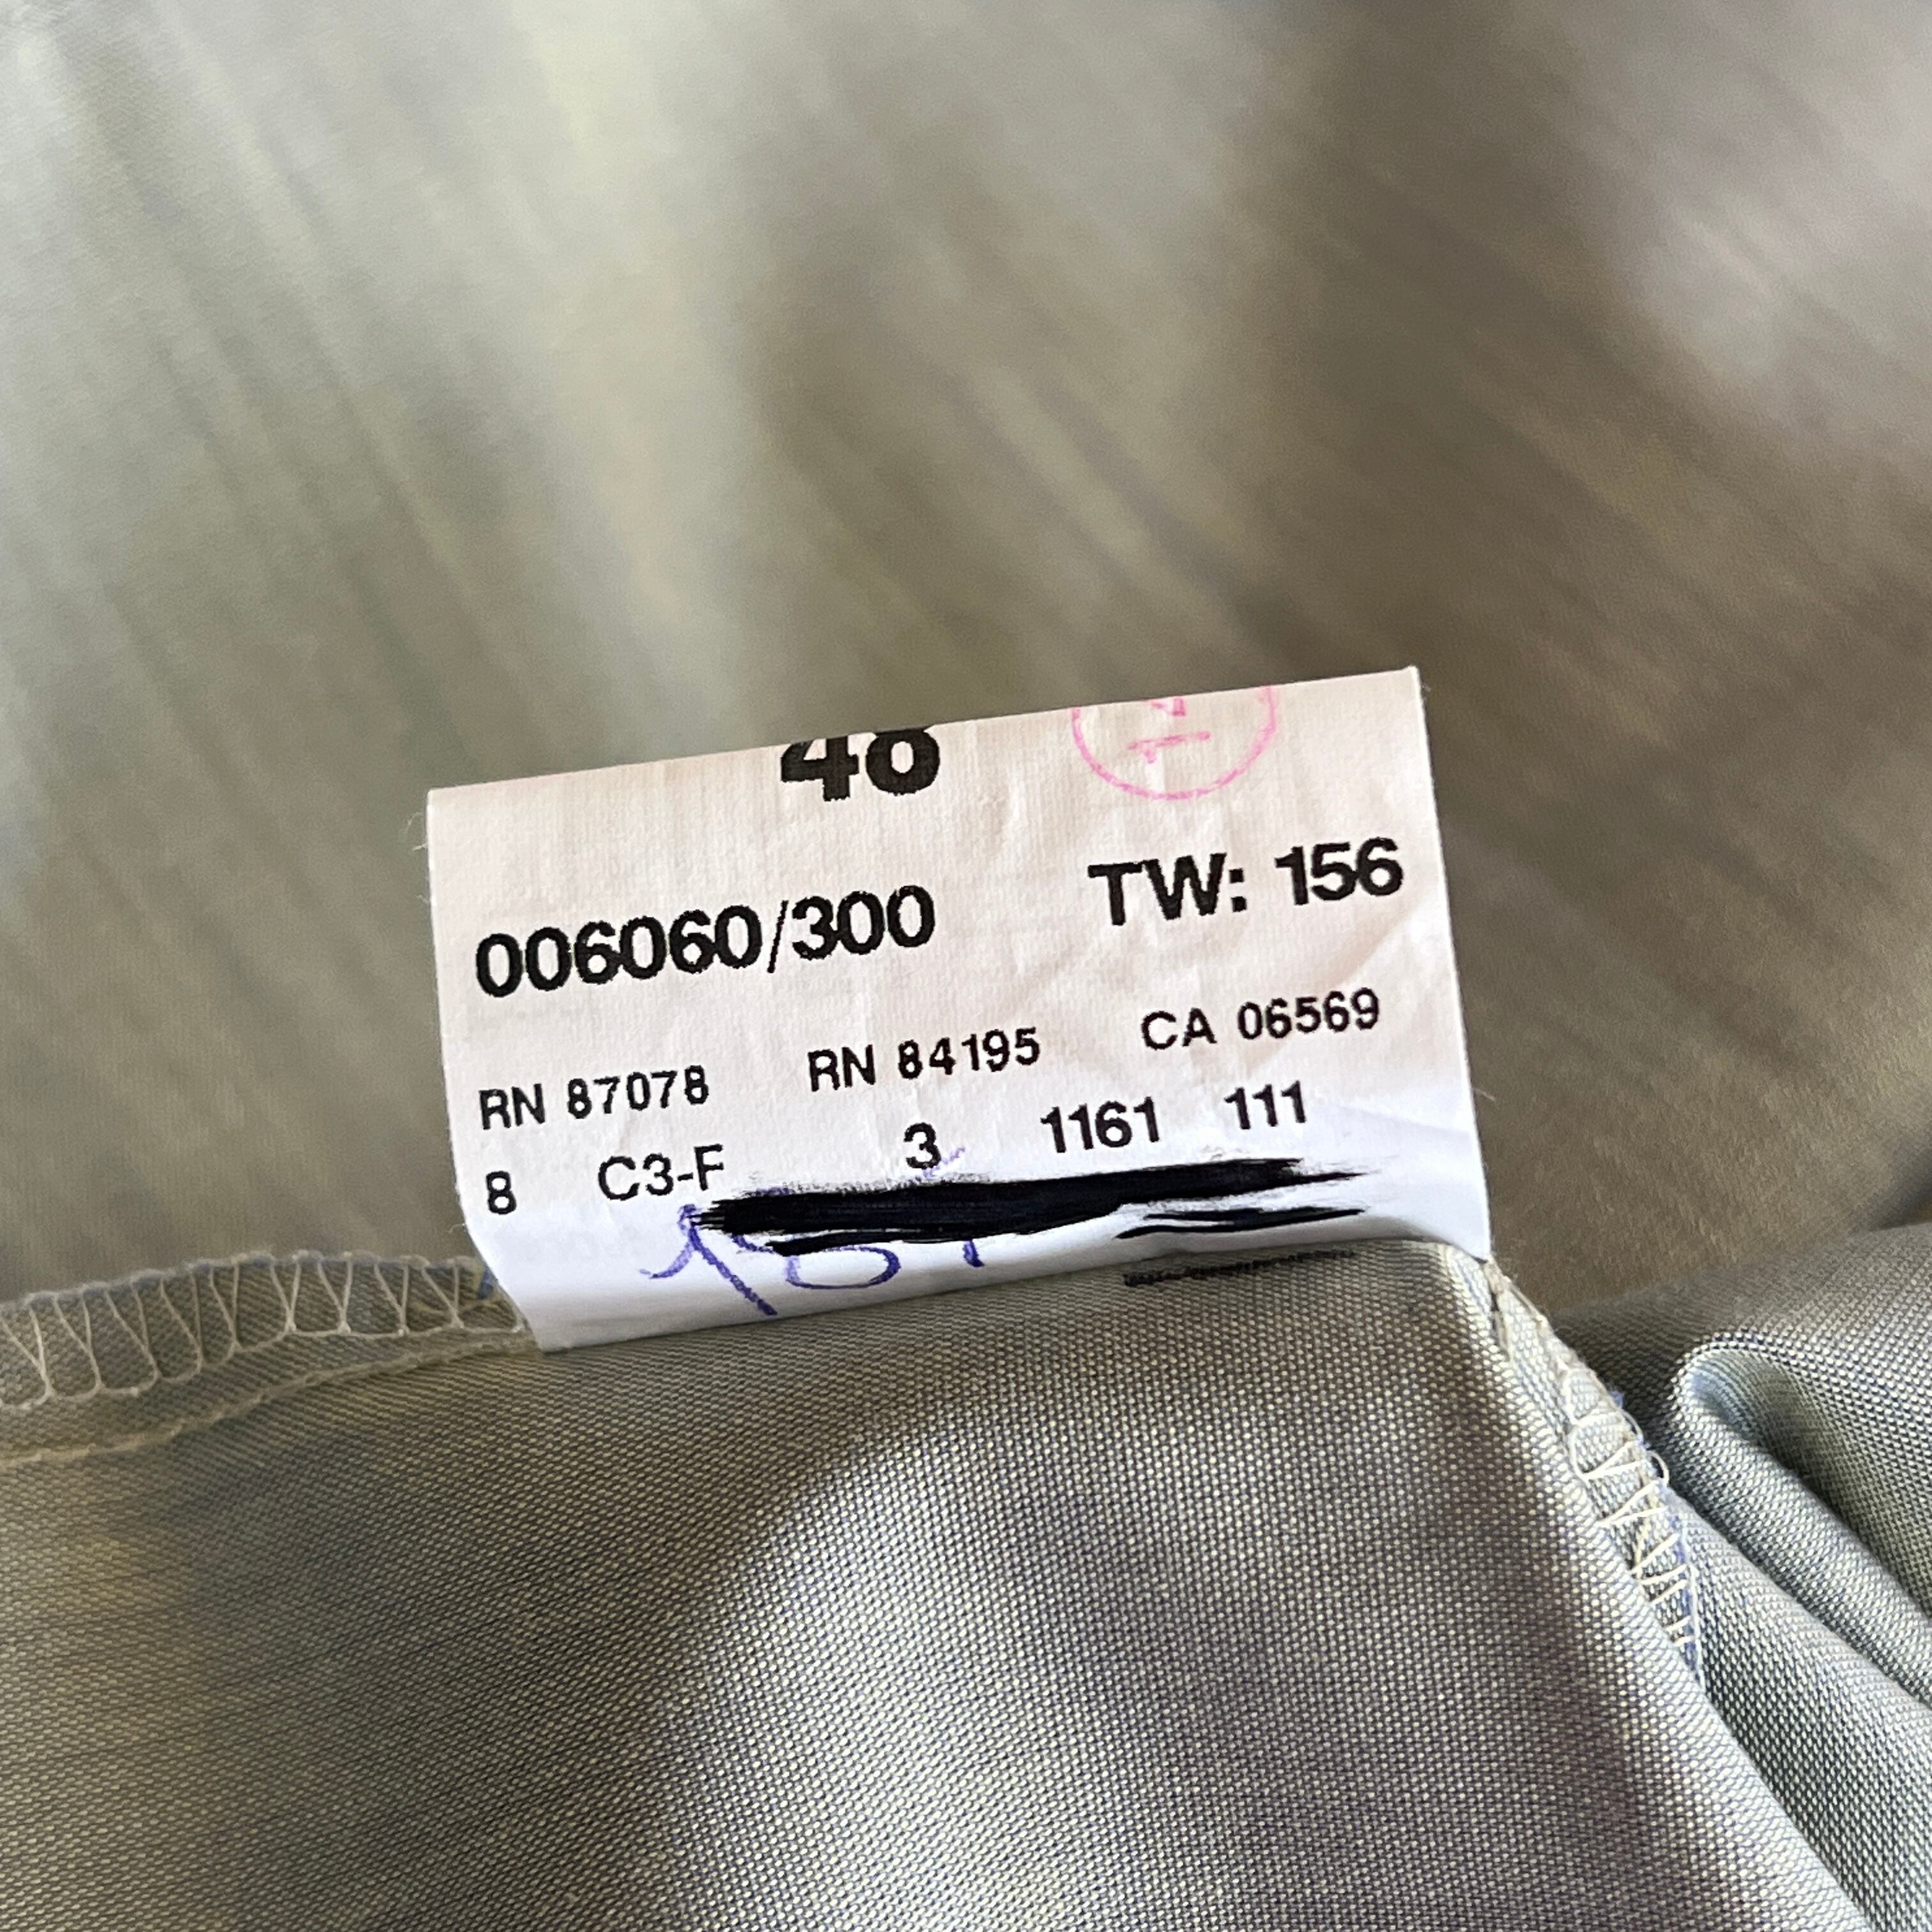 48
006060/300 TW: 156
RN 87078 RN 84195 CA 06569
8 C3-F 3 1161 111